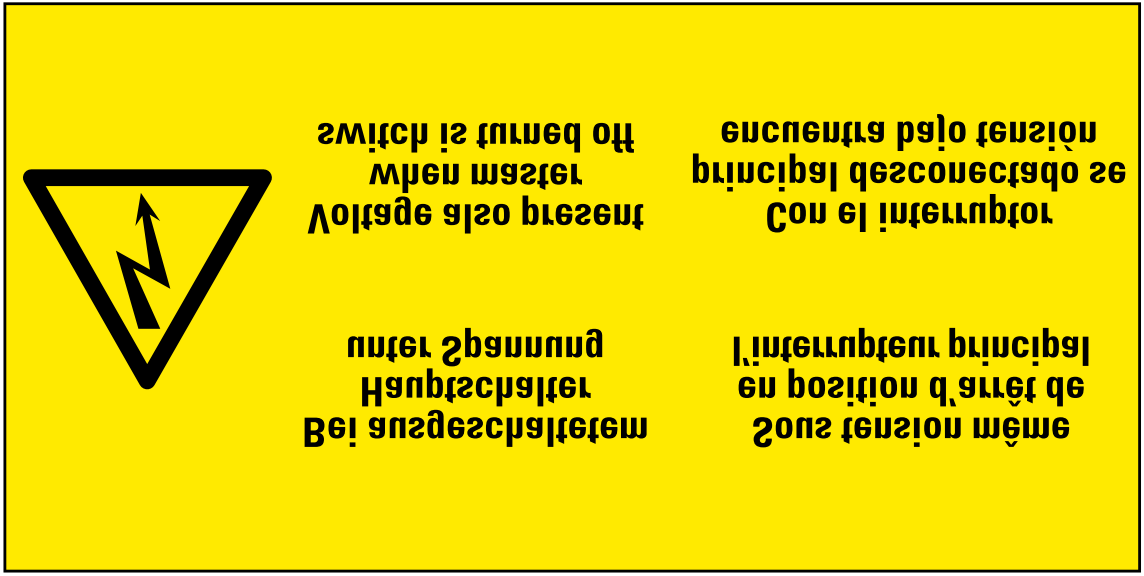 Bei ausgeschaltetem
Hauptschalter
unter Spannung
Sous tension même
en position d'arrêt de
l'interrupteur principal
Voltage also present
when master
switch is turned off
Con el interruptor
principal desconectado se
encuentra bajo tensión